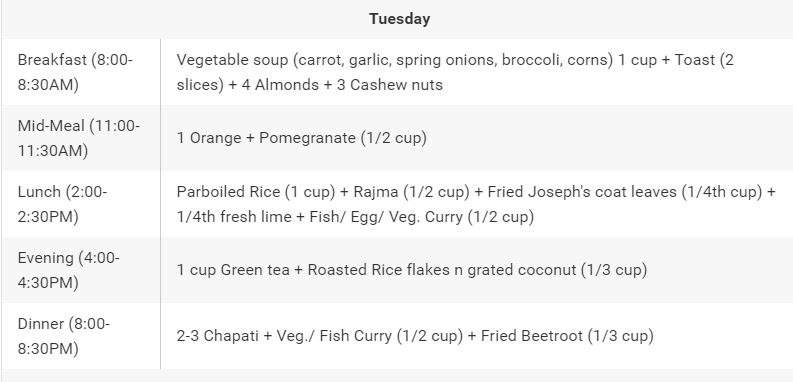 Tuesday
Breakfast (8:00-
8:30AM)
Vegetable soup (carrot, garlic, spring onions, broccoli, corns) 1 cup + Toast (2
slices) + 4 Almonds + 3 Cashew nuts
Mid-Meal (11:00-
11:30AM)
1 Orange + Pomegranate (1/2 cup)
Lunch (2:00-
2:30PM)
Parboiled Rice (1 cup) + Rajma (1/2 cup) + Fried Joseph's coat leaves (1/4th cup) +
1/4th fresh lime + Fish/ Egg/ Veg. Curry (1/2 cup)
Evening (4:00-
4:30PM)
1 cup Green tea + Roasted Rice flakes n grated coconut (1/3 cup)
Dinner (8:00-
8:30PM)
2-3 Chapati + Veg./ Fish Curry (1/2 cup) + Fried Beetroot (1/3 cup)